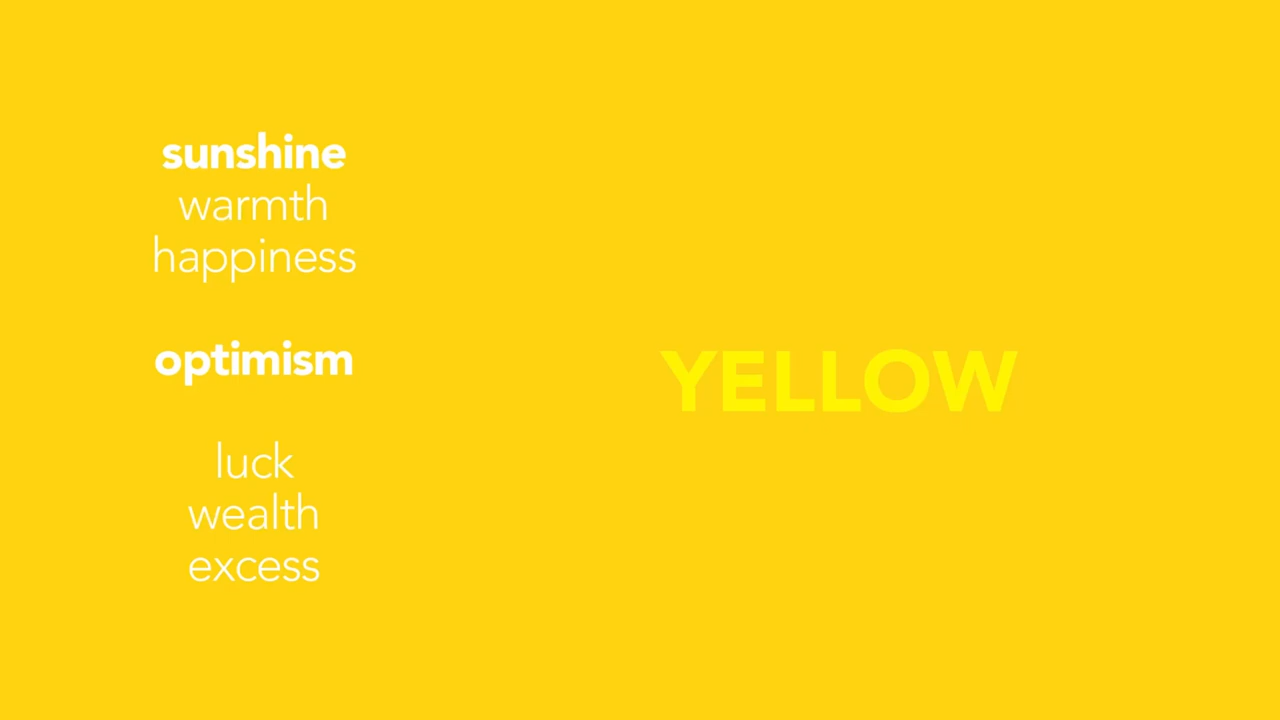 sunshine
warmth
happiness
optimism
luck
wealth
excess
YELLOW